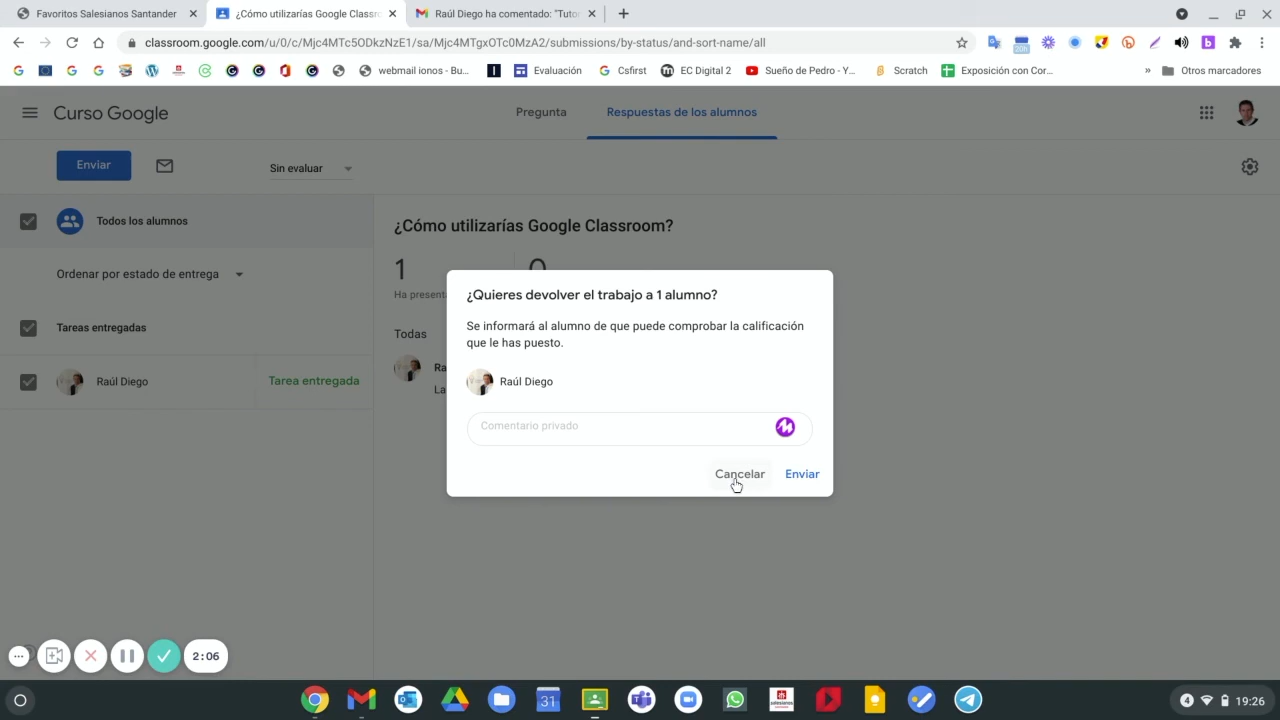 Favoritos Salesianos Santander
¿Cómo utilizarías Google Classro
Raúl Diego ha comentado: "Tutor
classroom.google.com/u/0/c/Mjc4MTc5ODkzNzE1/sa/Mjc4MTgxOTc0MzA2/submissions/by-status/and-sort-name/all
20h
webmail ionos - Bu...
Evaluación
Csfirst
EC Digital 2
Sueño de Pedro - Y...
Scratch
Exposición con Cor...
»
Otros marcadores
Curso Google
Pregunta
Respuestas de los alumnos
Enviar
Sin evaluar
Todos los alumnos
¿Cómo utilizarías Google Classroom?
Ordenar por estado de entrega
1
0
Ha present
Tareas entregadas
Todas
Raúl Diego
Tarea entregada
Ra
La
¿Quieres devolver el trabajo a 1 alumno?
Se informará al alumno de que puede comprobar la calificación
que le has puesto.
Raúl Diego
Comentario privado
Cancelar
Enviar
2:06
31
4
19:26